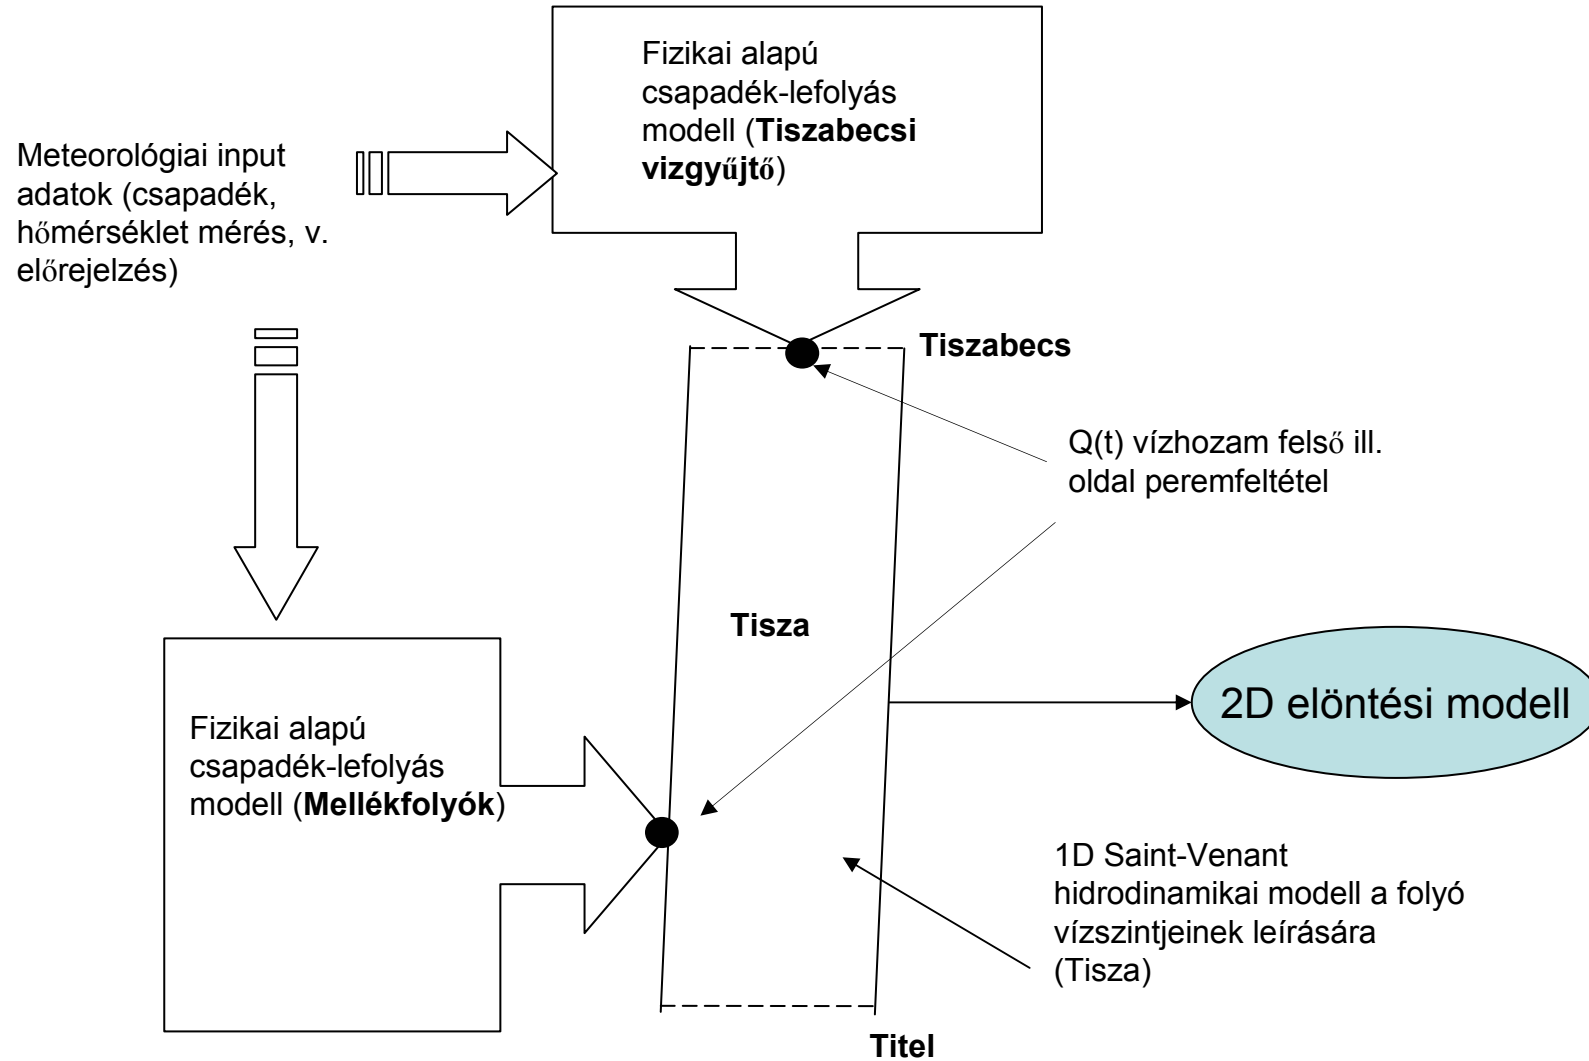 Fizikai alapú
csapadék-lefolyás
modell (Tiszabecsi
vizgyűjtő)
Meteorológiai input
adatok (csapadék,
hőmérséklet mérés, v.
előrejelzés)
Tiszabecs
Q(t) vízhozam felső ill.
oldal peremfeltétel
Tisza
2D elöntési modell
Fizikai alapú
csapadék-lefolyás
modell (Mellékfolyók)
1D Saint-Venant
hidrodinamikai modell a folyó
vízszintjeinek leírására
(Tisza)
Titel